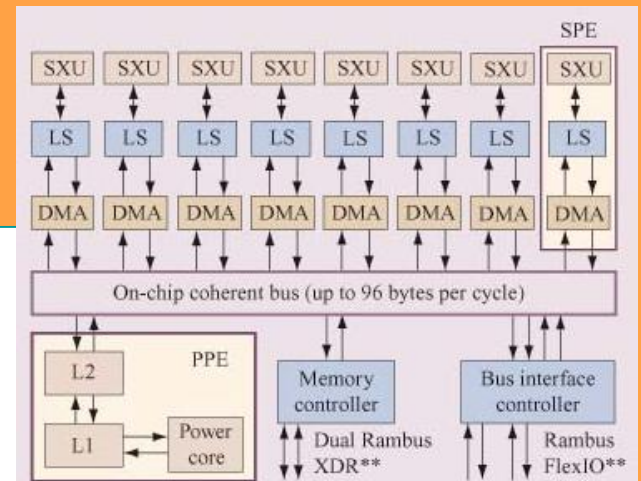 SPE
SXU SXU SXU SXU SXU SXU SXU SXU
LS LS LS LS LS LS LS LS
DMA DMA DMA DMA DMA DMA DMA DMA
On-chip coherent bus (up to 96 bytes per cycle)
PPE
L2
L1
Power
core
Memory
controller
Dual Rambus
XDR**
Bus interface
controller
Rambus
FlexIO**